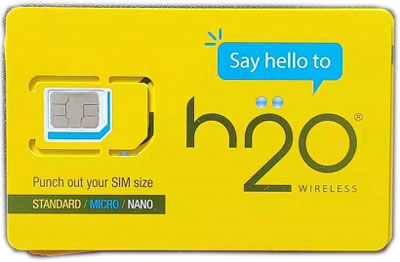 Say hello to
h2o®
WIRELESS
Punch out your SIM size
STANDARD / MICRO / NANO